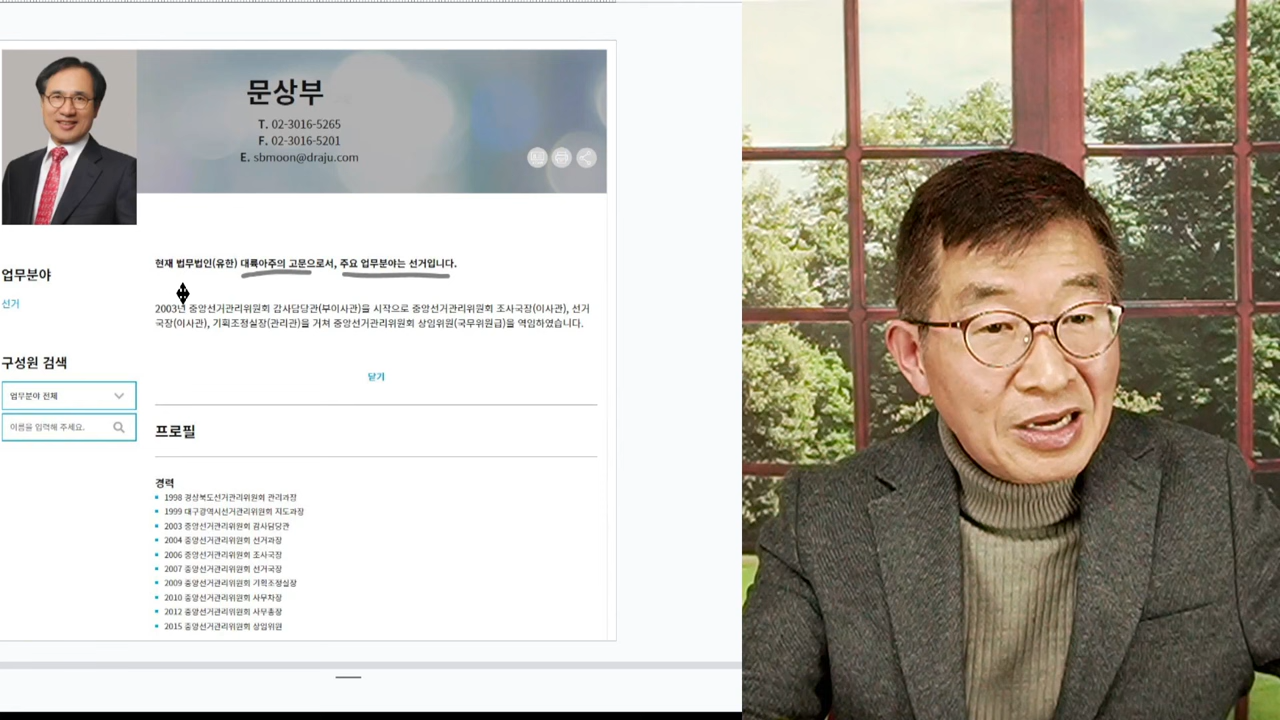 문상부
T. 02-3016-5265
F. 02-3016-5201
E. sbmoon@draju.com
현재 법무법인(유한) 대륙아주의 고문으로서, 주요 업무분야는 선거입니다.
2003년 중앙선거관리위원회 감사담당관(부이사관)을 시작으로 중앙선거관리위원회 조사국장(이사관), 선거
국장(이사관), 기획조정실장(관리관)을 거쳐 중앙선거관리위원회 상임위원(국무위원급)을 역임하였습니다.
닫기
업무분야
선거
구성원 검색
업무분야 전체
이름을 입력해 주세요.
프로필
경력
1998 경상북도선거관리위원회 관리과장
1999 대구광역시선거관리위원회 지도과장
2003 중앙선거관리위원회 감사담당관
2004 중앙선거관리위원회 선거과장
2006 중앙선거관리위원회 조사국장
2007 중앙선거관리위원회 선거국장
2009 중앙선거관리위원회 기획조정실장
2010 중앙선거관리위원회 사무차장
2012 중앙선거관리위원회 사무총장
2015 중앙선거관리위원회 상임위원